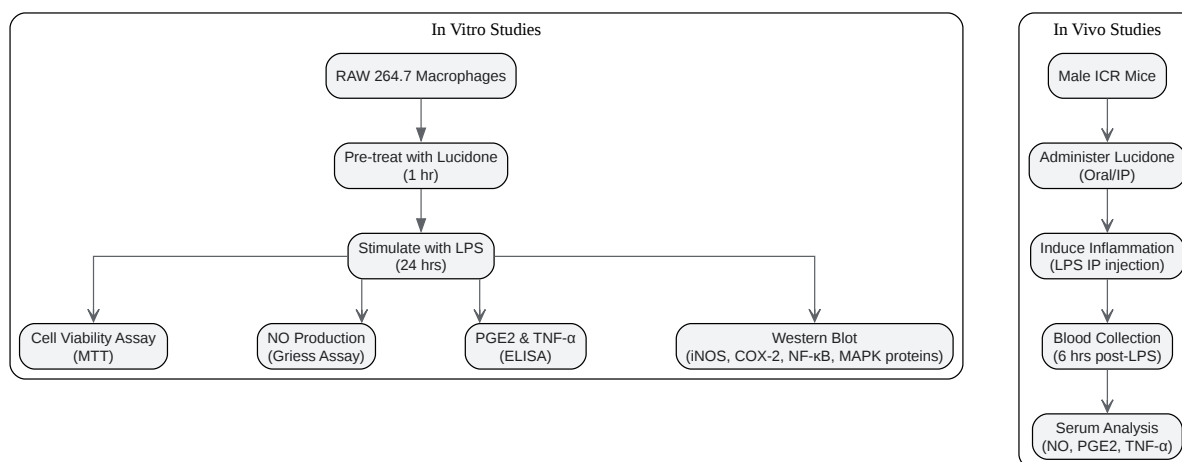 In Vitro Studies
RAW 264.7 Macrophages
Pre-treat with Lucidone
(1 hr)
Stimulate with LPS
(24 hrs)
Cell Viability Assay
(MTT)
NO Production
(Griess Assay)
PGE2 & TNF-α
(ELISA)
Western Blot
(iNOS, COX-2, NF-κB, MAPK proteins)
In Vivo Studies
Male ICR Mice
Administer Lucidone
(Oral/IP)
Induce Inflammation
(LPS IP injection)
Blood Collection
(6 hrs post-LPS)
Serum Analysis
(NO, PGE2, TNF-α)